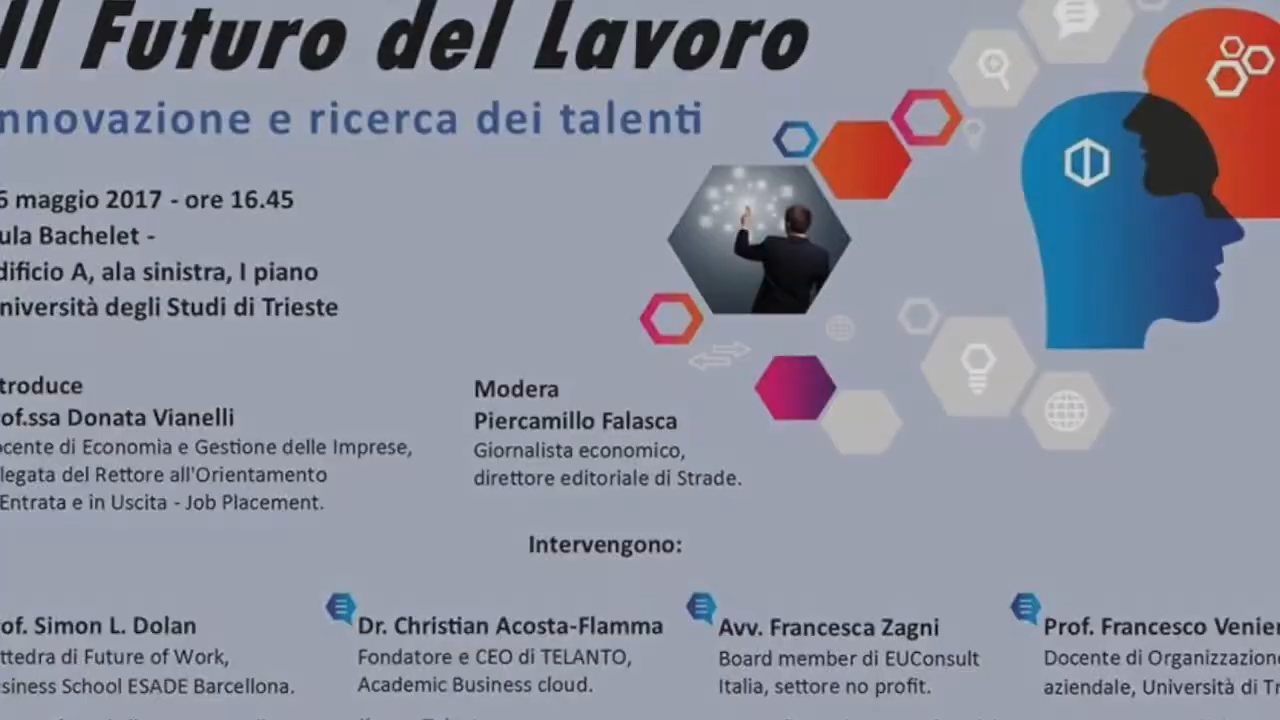 Il Futuro del Lavoro
nnovazione e ricerca dei talenti
6 maggio 2017 - ore 16.45
ula Bachelet -
dificio A, ala sinistra, I piano
niversità degli Studi di Trieste
troduce
of.ssa Donata Vianelli
ocente di Economia e Gestione delle Imprese,
legata del Rettore all'Orientamento
Entrata e in Uscita - Job Placement.
Modera
Piercamillo Falasca
Giornalista economico,
direttore editoriale di Strade.
Intervengono:
of. Simon L. Dolan
ttedra di Future of Work,
siness School ESADE Barcellona.
Dr. Christian Acosta-Flamma
Fondatore e CEO di TELANTO,
Academic Business cloud.
Avv. Francesca Zagni
Board member di EUConsult
Italia, settore no profit.
Prof. Francesco Venier
Docente di Organizzazione
aziendale, Università di Tr